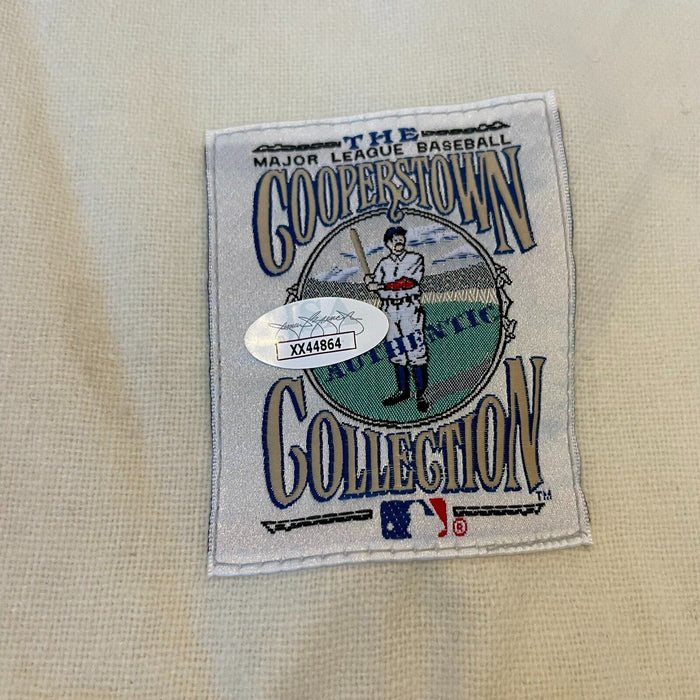 THE
MAJOR LEAGUE BASEBALL
COOPERSTOWN
XX44864
AUTHENTIC
COLLECTION
TM
®